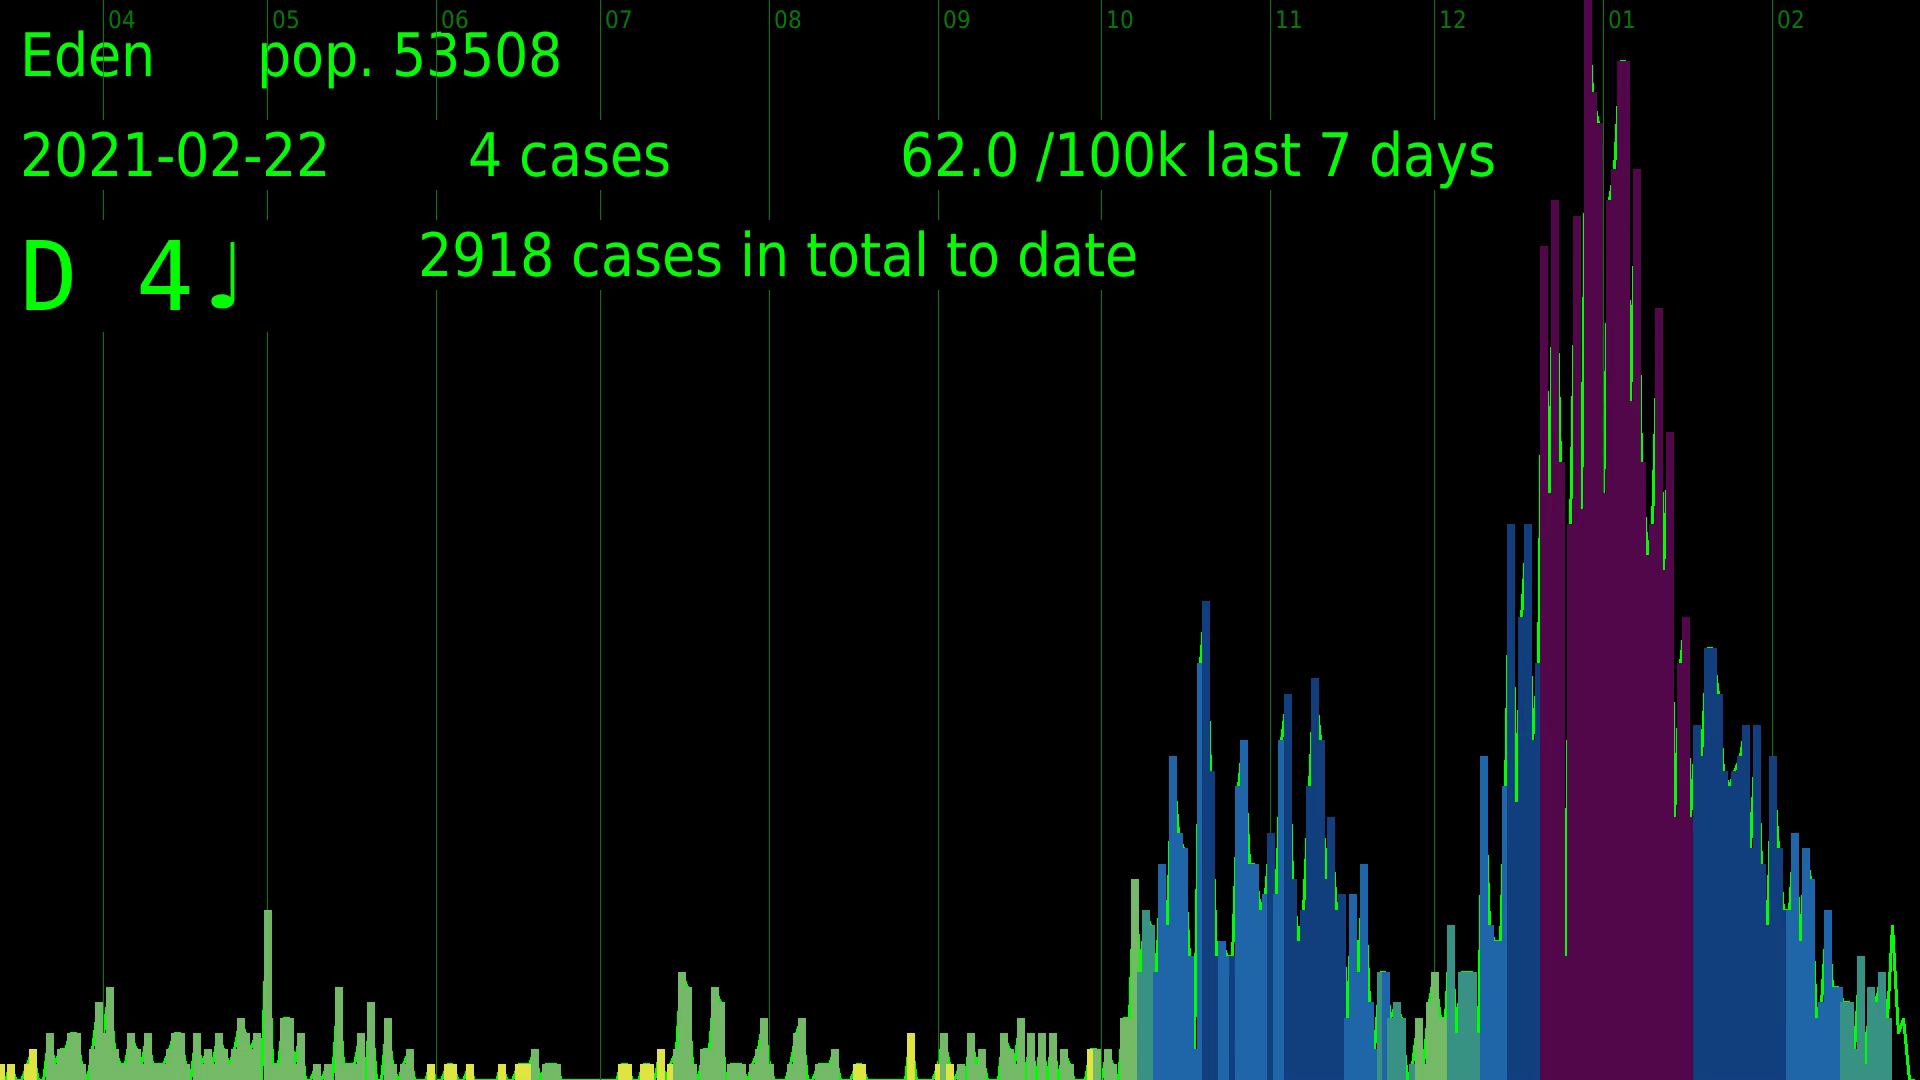 04 05 06 07 08 09 10 11 12 01 02
Eden pop. 53508
2021-02-22 4 cases 62.0 /100k last 7 days
D 4♩ 2918 cases in total to date